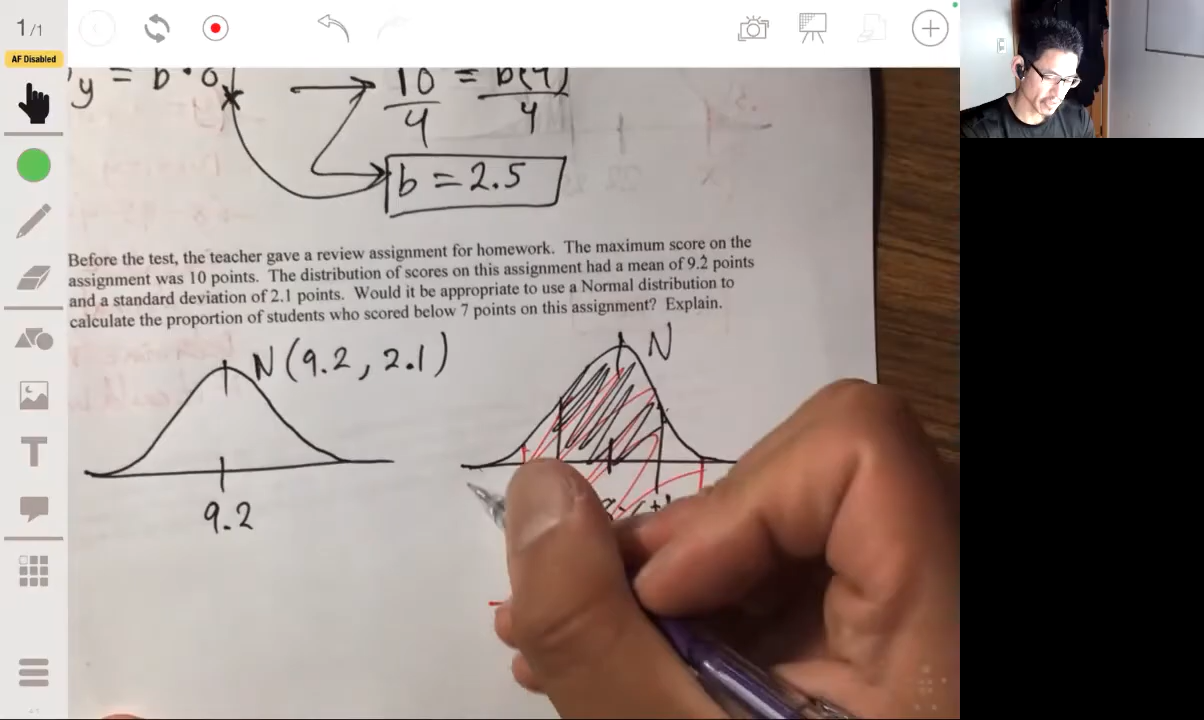 1/1
AF Disabled
y = b · σ
10 = b(4)
4 4
b = 2.5
Before the test, the teacher gave a review assignment for homework. The maximum score on the
assignment was 10 points. The distribution of scores on this assignment had a mean of 9.2 points
and a standard deviation of 2.1 points. Would it be appropriate to use a Normal distribution to
calculate the proportion of students who scored below 7 points on this assignment? Explain.
N (9.2, 2.1)
N
9.2
T